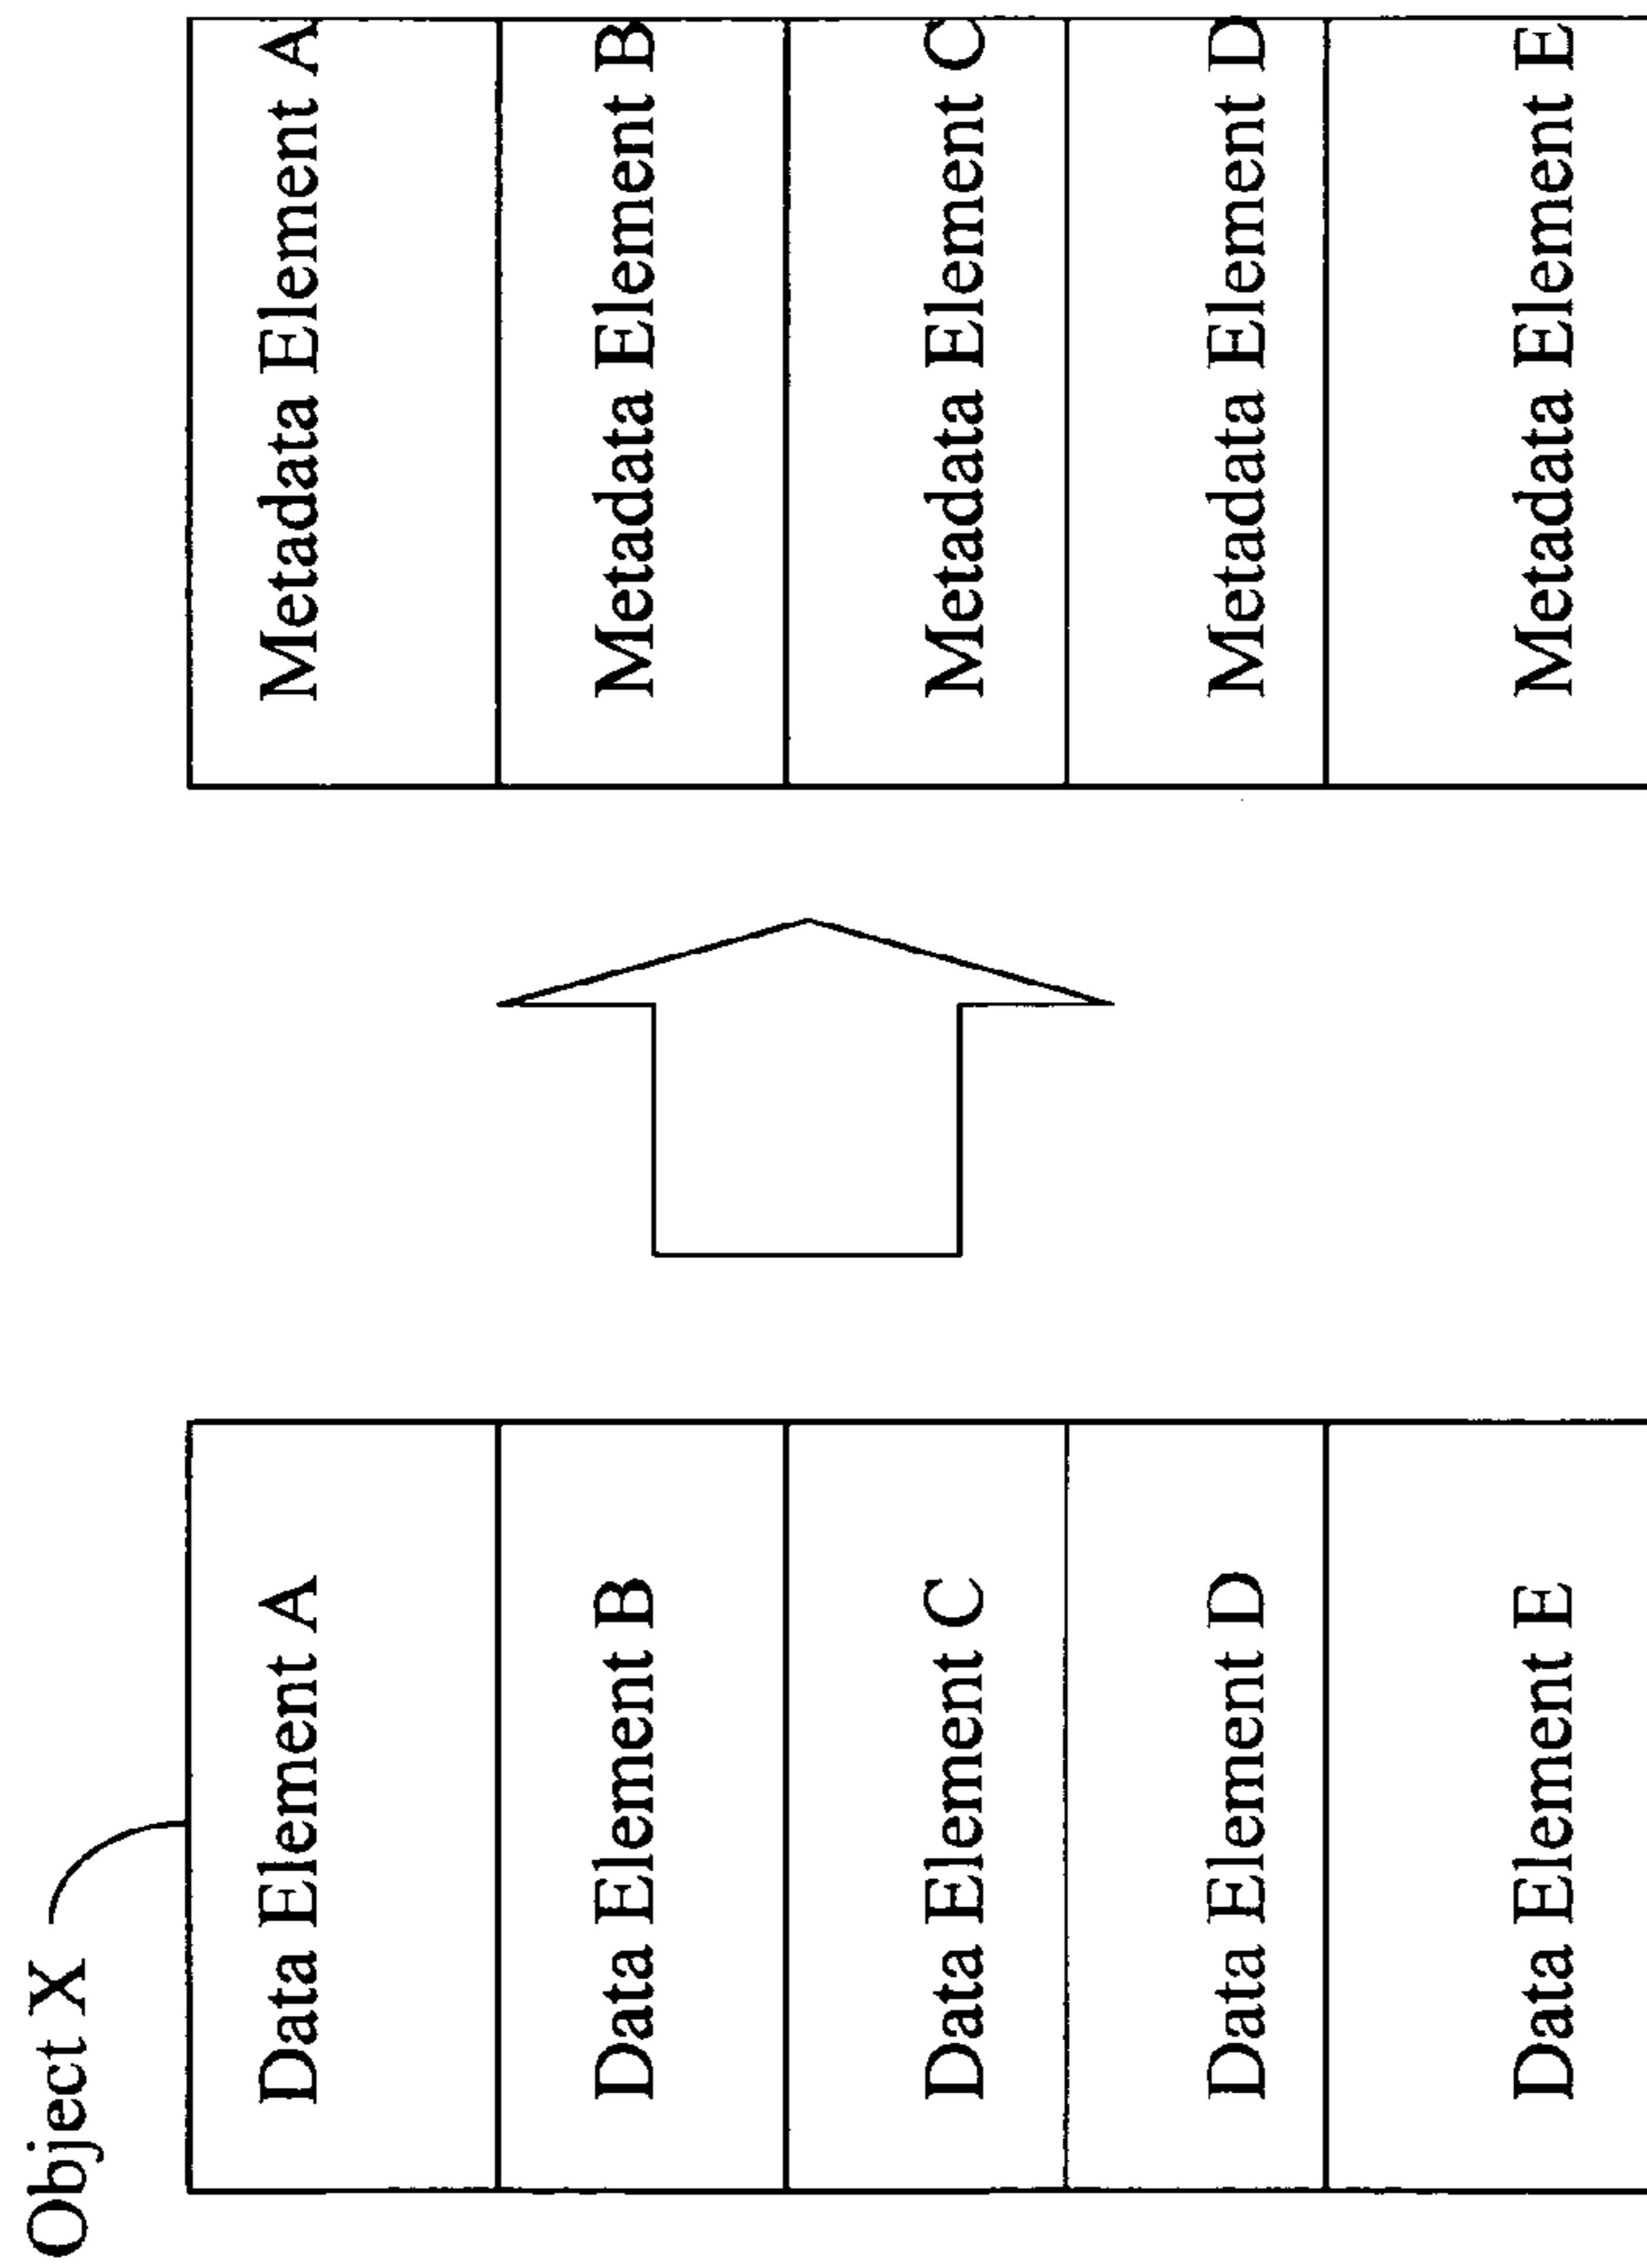 Object X
Data Element A
Data Element B
Data Element C
Data Element D
Data Element E
Metadata Element A
Metadata Element B
Metadata Element C
Metadata Element D
Metadata Element E